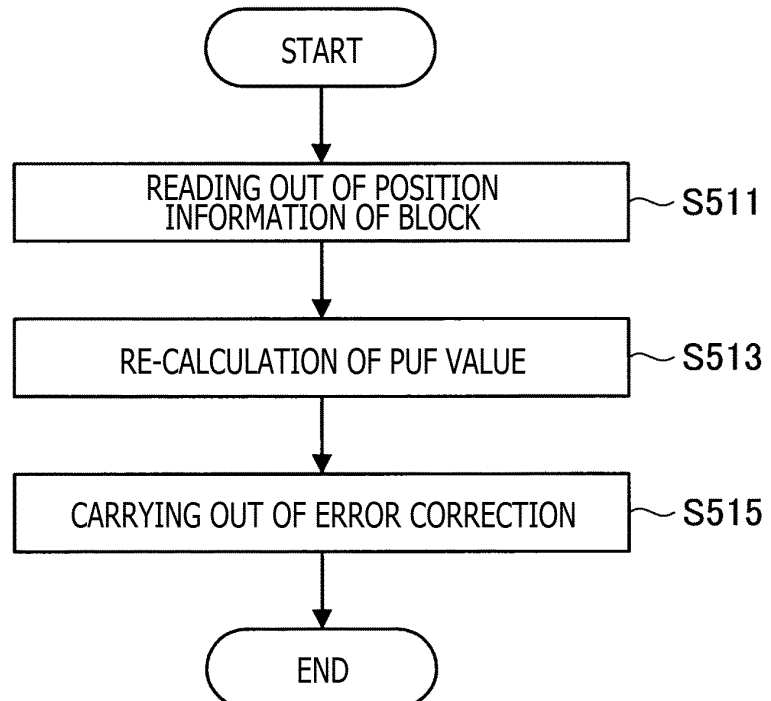 START
READING OUT OF POSITION
INFORMATION OF BLOCK
S511
RE-CALCULATION OF PUF VALUE
S513
CARRYING OUT OF ERROR CORRECTION
S515
END